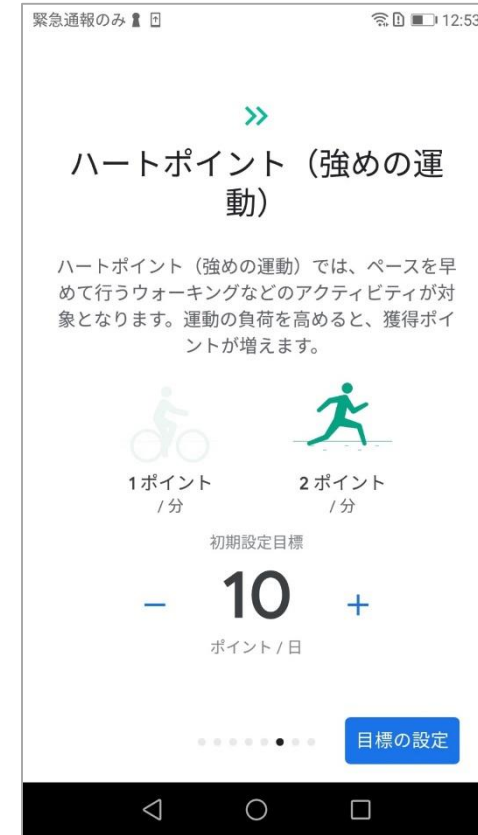 緊急通報のみ 12:53
ハートポイント（強めの運
動）
ハートポイント（強めの運動）では、ペースを早
めて行うウォーキングなどのアクティビティが対
象となります。運動の負荷を高めると、獲得ポイ
ントが増えます。
1 ポイント 2 ポイント
/ 分 / 分
初期設定目標
− 10 +
ポイント / 日
目標の設定